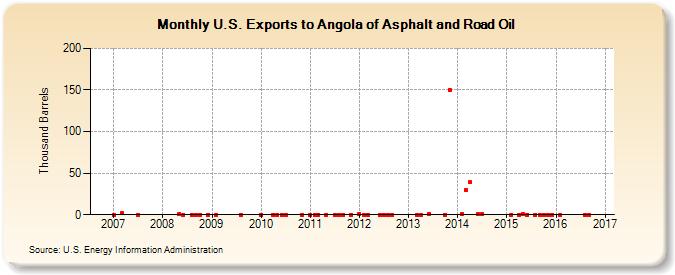 Monthly U.S. Exports to Angola of Asphalt and Road Oil
Thousand Barrels
200
150
100
50
0
2007 2008 2009 2010 2011 2012 2013 2014 2015 2016 2017
Source: U.S. Energy Information Administration